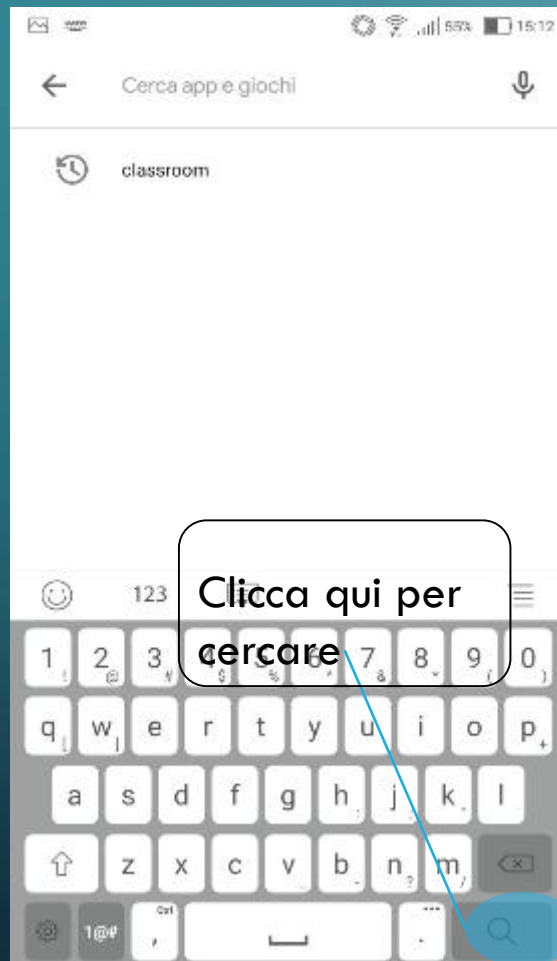 55% 15:12
Cerca app e giochi
classroom
Clicca qui per
cercare
123
1 2 3 4 5 6 7 8 9 0
! @ # $ % & * ( )
q w e r t y u i o p
a s d f g h j k l
z x c v b n m
1@# Ctrl , .